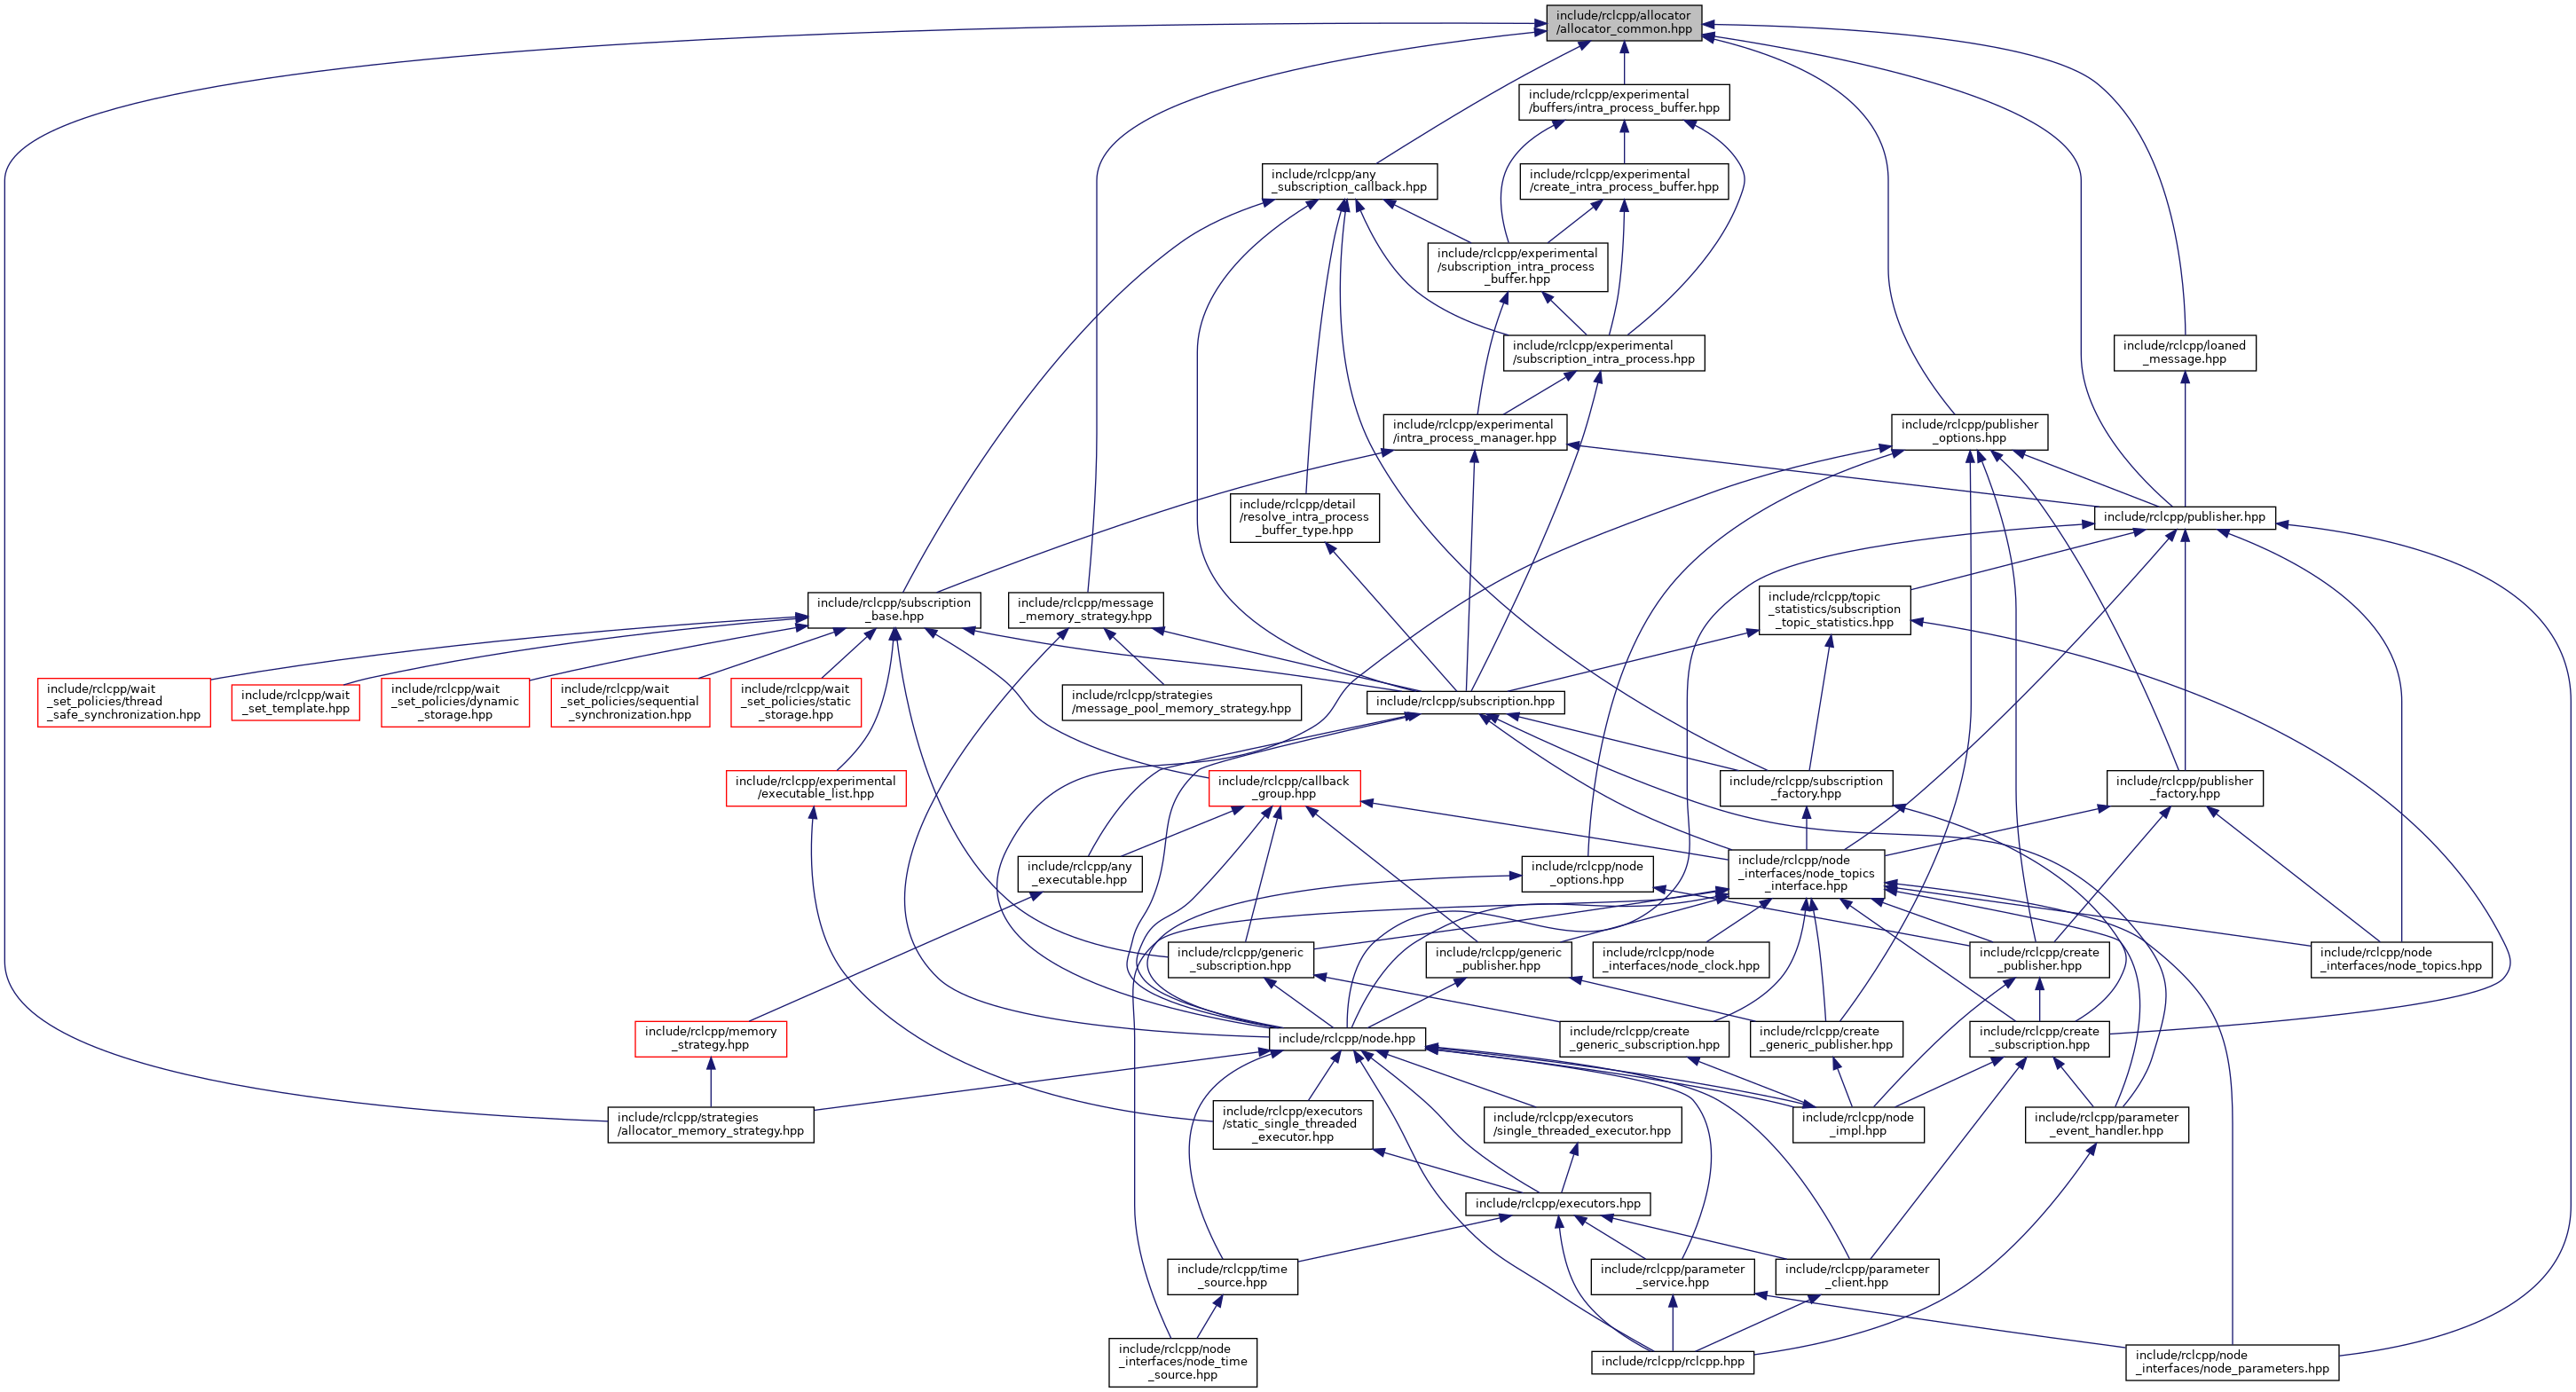 include/rclcpp/allocator
/allocator_common.hpp
include/rclcpp/experimental
/buffers/intra_process_buffer.hpp
include/rclcpp/any
_subscription_callback.hpp
include/rclcpp/experimental
/create_intra_process_buffer.hpp
include/rclcpp/experimental
/subscription_intra_process
_buffer.hpp
include/rclcpp/experimental
/subscription_intra_process.hpp
include/rclcpp/loaned
_message.hpp
include/rclcpp/experimental
/intra_process_manager.hpp
include/rclcpp/publisher
_options.hpp
include/rclcpp/detail
/resolve_intra_process
_buffer_type.hpp
include/rclcpp/publisher.hpp
include/rclcpp/subscription
_base.hpp
include/rclcpp/message
_memory_strategy.hpp
include/rclcpp/topic
_statistics/subscription
_topic_statistics.hpp
include/rclcpp/wait
_set_policies/thread
_safe_synchronization.hpp
include/rclcpp/wait
_set_template.hpp
include/rclcpp/wait
_set_policies/dynamic
_storage.hpp
include/rclcpp/wait
_set_policies/sequential
_synchronization.hpp
include/rclcpp/wait
_set_policies/static
_storage.hpp
include/rclcpp/strategies
/message_pool_memory_strategy.hpp
include/rclcpp/subscription.hpp
include/rclcpp/experimental
/executable_list.hpp
include/rclcpp/callback
_group.hpp
include/rclcpp/subscription
_factory.hpp
include/rclcpp/publisher
_factory.hpp
include/rclcpp/any
_executable.hpp
include/rclcpp/node
_options.hpp
include/rclcpp/node
_interfaces/node_topics
_interface.hpp
include/rclcpp/generic
_subscription.hpp
include/rclcpp/generic
_publisher.hpp
include/rclcpp/node
_interfaces/node_clock.hpp
include/rclcpp/create
_publisher.hpp
include/rclcpp/node
_interfaces/node_topics.hpp
include/rclcpp/memory
_strategy.hpp
include/rclcpp/node.hpp
include/rclcpp/create
_generic_subscription.hpp
include/rclcpp/create
_generic_publisher.hpp
include/rclcpp/create
_subscription.hpp
include/rclcpp/strategies
/allocator_memory_strategy.hpp
include/rclcpp/executors
/static_single_threaded
_executor.hpp
include/rclcpp/executors
/single_threaded_executor.hpp
include/rclcpp/node
_impl.hpp
include/rclcpp/parameter
_event_handler.hpp
include/rclcpp/executors.hpp
include/rclcpp/time
_source.hpp
include/rclcpp/parameter
_service.hpp
include/rclcpp/parameter
_client.hpp
include/rclcpp/node
_interfaces/node_time
_source.hpp
include/rclcpp/rclcpp.hpp
include/rclcpp/node
_interfaces/node_parameters.hpp